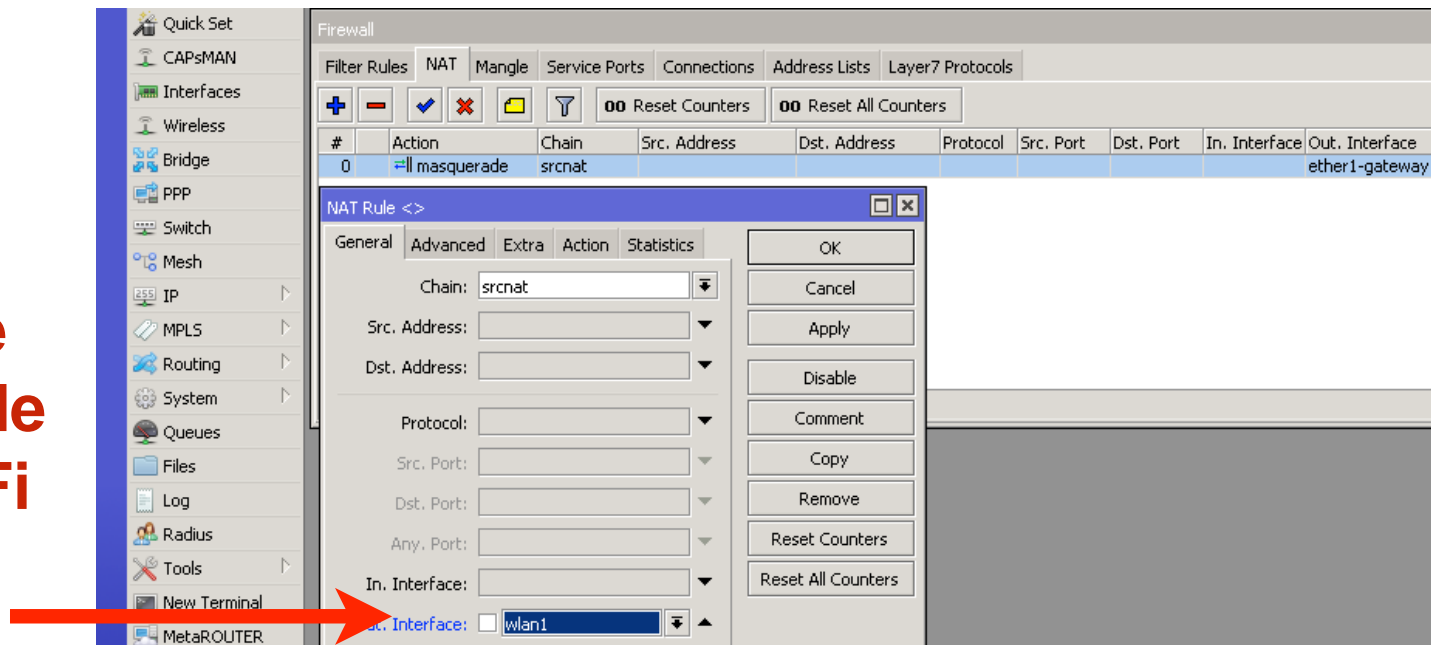 Quick Set
CAPsMAN
Interfaces
Wireless
Bridge
PPP
Switch
Mesh
255 IP
MPLS
Routing
System
Queues
Files
Log
Radius
Tools
New Terminal
MetaROUTER
Firewall
Filter Rules NAT Mangle Service Ports Connections Address Lists Layer7 Protocols
00 Reset Counters 00 Reset All Counters
# Action Chain Src. Address Dst. Address Protocol Src. Port Dst. Port In. Interface Out. Interface
0 masquerade srcnat ether1-gateway
NAT Rule <>
General Advanced Extra Action Statistics
Chain: srcnat
Src. Address:
Dst. Address:
Protocol:
Src. Port:
Dst. Port:
Any. Port:
In. Interface:
Interface: wlan1
OK
Cancel
Apply
Disable
Comment
Copy
Remove
Reset Counters
Reset All Counters